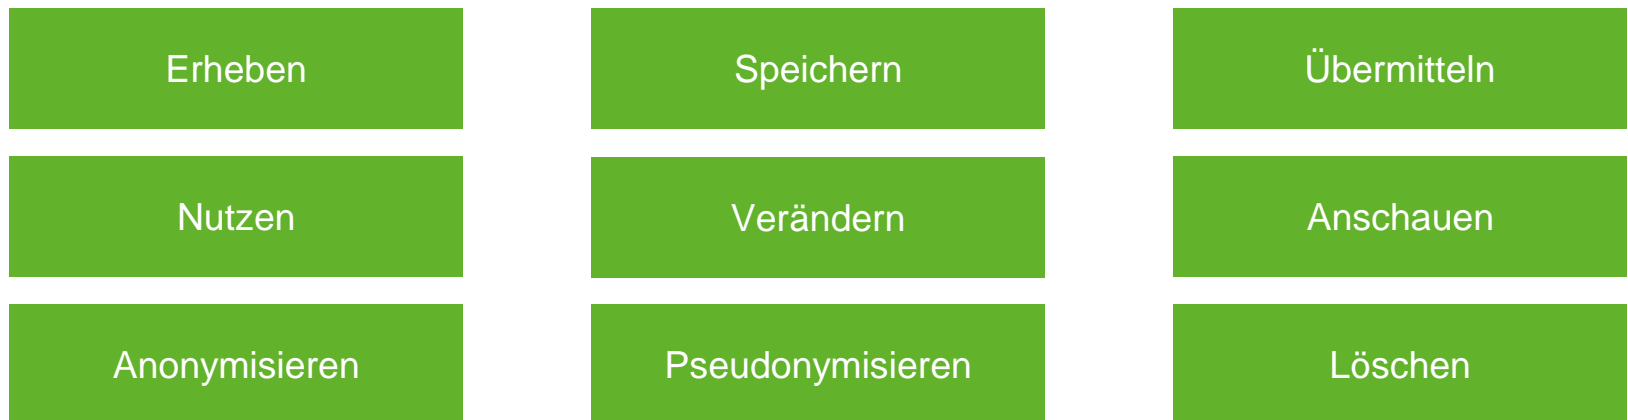 Erheben
Speichern
Übermitteln
Nutzen
Verändern
Anschauen
Anonymisieren
Pseudonymisieren
Löschen